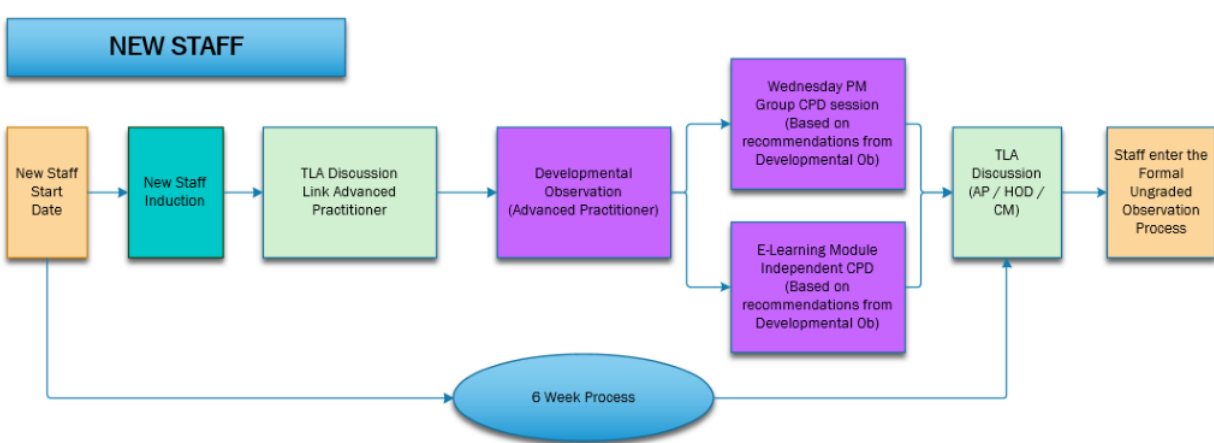 NEW STAFF
New Staff
Start
Date
New Staff
Induction
TLA Discussion
Link Advanced
Practitioner
Developmental
Observation
(Advanced Practitioner)
Wednesday PM
Group CPD session
(Based on
recommendations from
Developmental Ob)
E-Learning Module
Independent CPD
(Based on
recommendations from
Developmental Ob)
TLA
Discussion
(AP / HOD /
CM)
Staff enter the
Formal
Ungraded
Observation
Process
6 Week Process